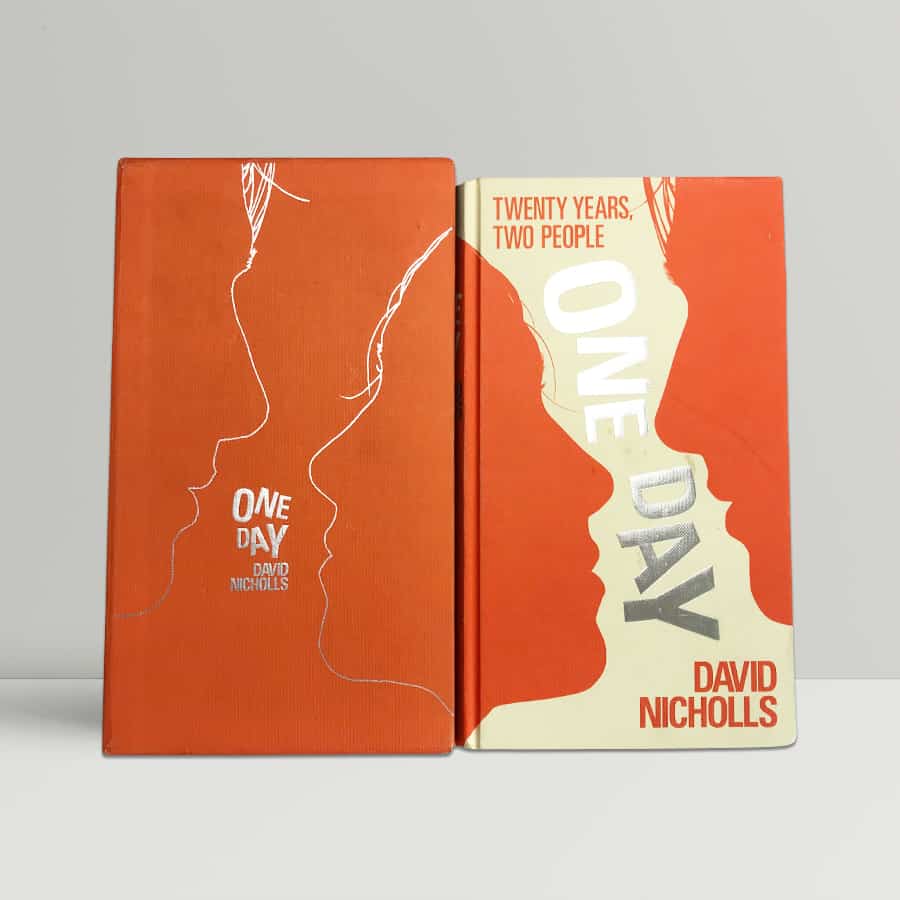 ONE
DAY
DAVID
NICHOLLS
TWENTY YEARS,
TWO PEOPLE
ONE DAY
DAVID
NICHOLLS